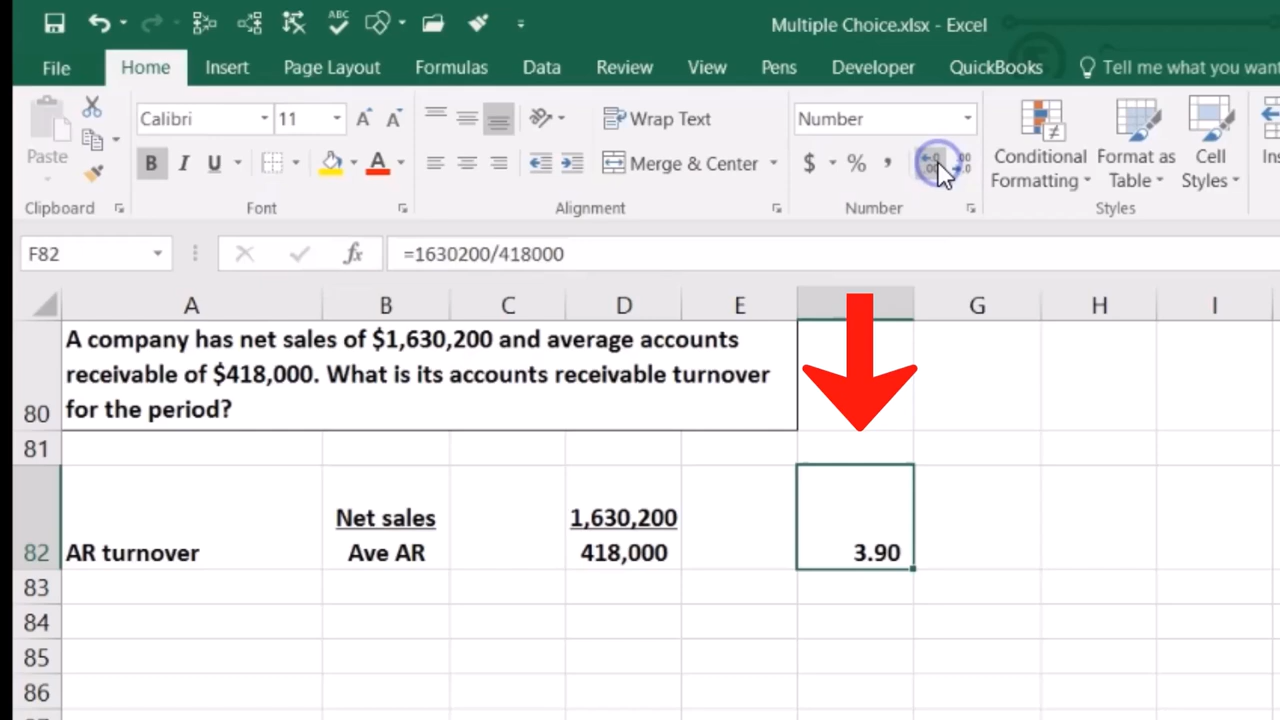 ABC
Multiple Choice.xlsx - Excel
File Home Insert Page Layout Formulas Data Review View Pens Developer QuickBooks Tell me what you want
Paste
Clipboard
Calibri 11 A A
B I U A
Font
Wrap Text
Merge & Center
Alignment
Number
$ % , .00 .0
Number
Conditional
Formatting
Format as
Table
Cell
Styles
Styles
F82 fx =1630200/418000
A B C D E G H I
80 A company has net sales of $1,630,200 and average accounts
receivable of $418,000. What is its accounts receivable turnover
for the period?
81
82 AR turnover
Net sales 1,630,200
Ave AR 418,000 3.90
83
84
85
86